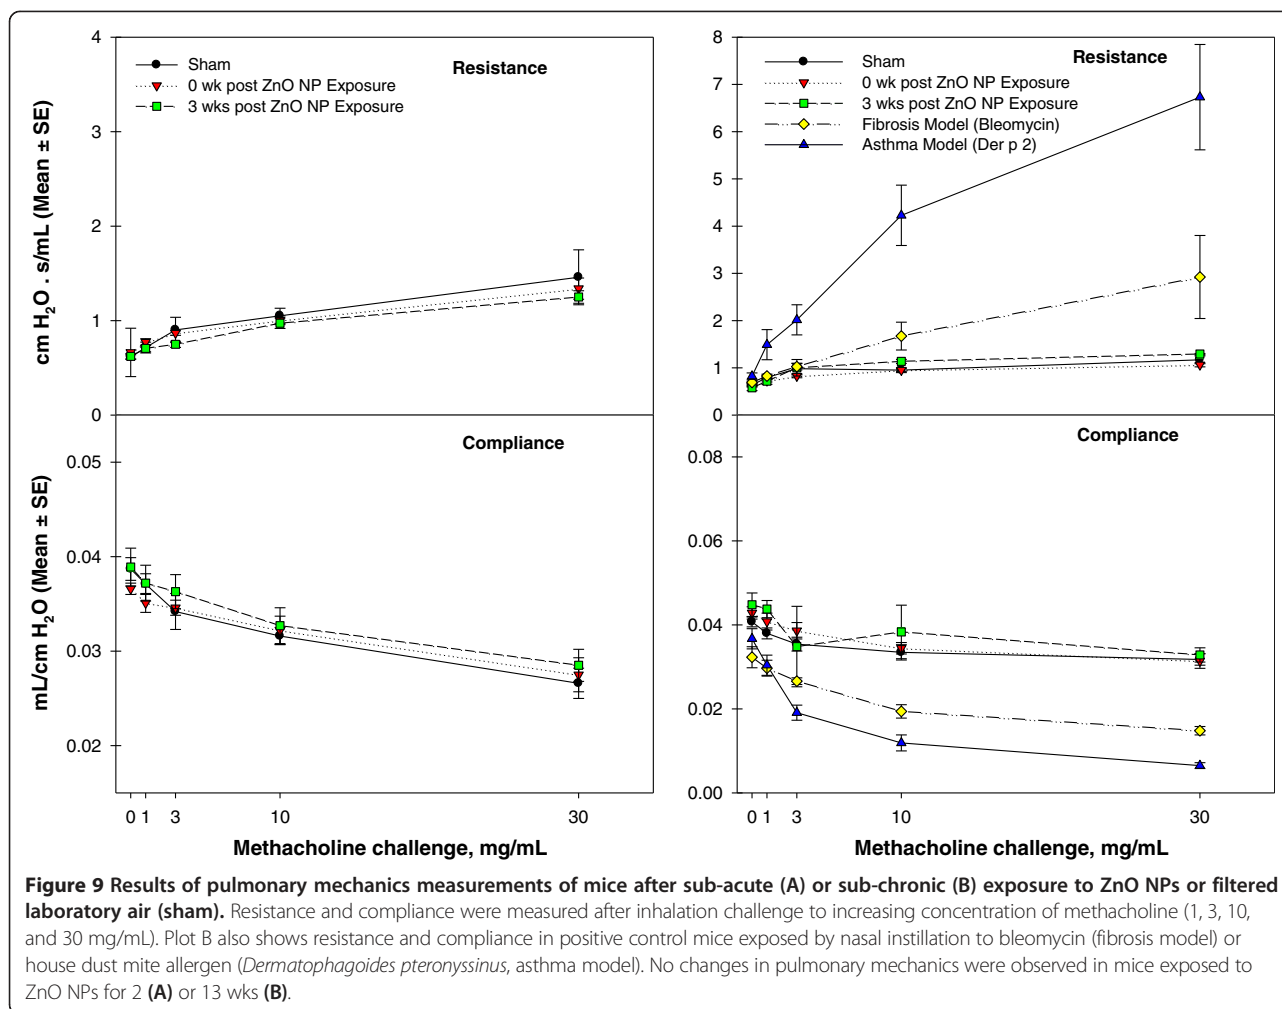 4
3
2
1
0
cm H2O . s/mL (Mean ± SE)
Sham
0 wk post ZnO NP Exposure
3 wks post ZnO NP Exposure
Resistance
0.05
0.04
0.03
0.02
mL/cm H2O (Mean ± SE)
Compliance
0 1 3 10 30
Methacholine challenge, mg/mL
8
7
6
5
4
3
2
1
0
Sham
0 wk post ZnO NP Exposure
3 wks post ZnO NP Exposure
Fibrosis Model (Bleomycin)
Asthma Model (Der p 2)
Resistance
0.08
0.06
0.04
0.02
0.00
Compliance
0 1 3 10 30
Methacholine challenge, mg/mL
Figure 9 Results of pulmonary mechanics measurements of mice after sub-acute (A) or sub-chronic (B) exposure to ZnO NPs or filtered
laboratory air (sham). Resistance and compliance were measured after inhalation challenge to increasing concentration of methacholine (1, 3, 10,
and 30 mg/mL). Plot B also shows resistance and compliance in positive control mice exposed by nasal instillation to bleomycin (fibrosis model) or
house dust mite allergen (Dermatophagoides pteronyssinus, asthma model). No changes in pulmonary mechanics were observed in mice exposed to
ZnO NPs for 2 (A) or 13 wks (B).